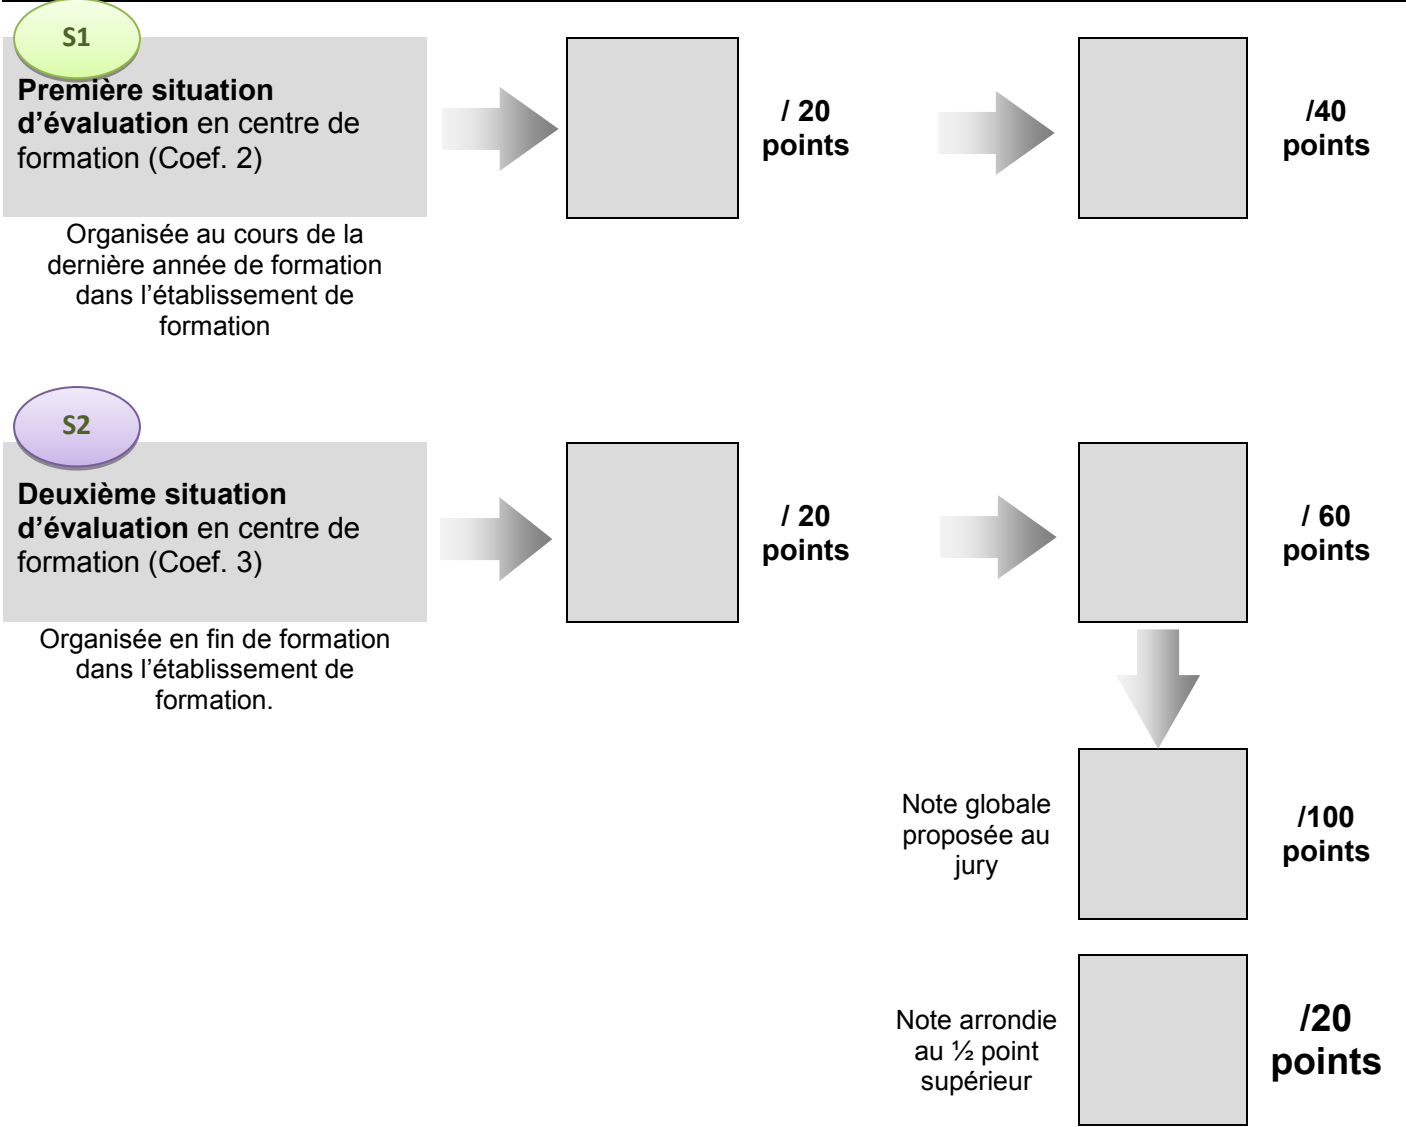 S1
Première situation
d’évaluation en centre de
formation (Coef. 2)
/ 20
points
/40
points
Organisée au cours de la
dernière année de formation
dans l’établissement de
formation
S2
Deuxième situation
d’évaluation en centre de
formation (Coef. 3)
/ 20
points
/ 60
points
Organisée en fin de formation
dans l’établissement de
formation.
Note globale
proposée au
jury
/100
points
Note arrondie
au ½ point
supérieur
/20
points